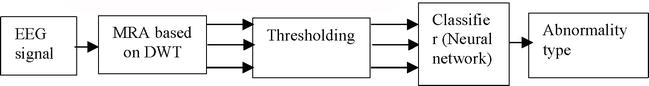 EEG
signal
MRA based
on DWT
Thresholding
Classifie
r (Neural
network)
Abnormality
type